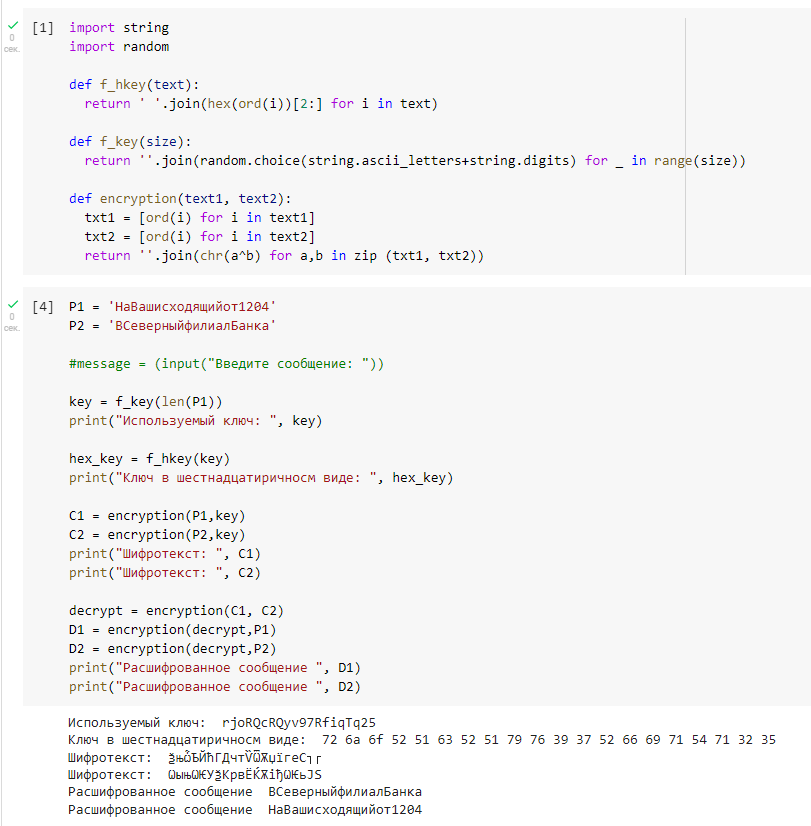 ✓
0
сек.
[1] import string
import random
def f_hkey(text):
return ' '.join(hex(ord(i))[2:] for i in text)
def f_key(size):
return ''.join(random.choice(string.ascii_letters+string.digits) for _ in range(size))
def encryption(text1, text2):
txt1 = [ord(i) for i in text1]
txt2 = [ord(i) for i in text2]
return ''.join(chr(a^b) for a,b in zip (txt1, txt2))
✓
0
сек.
[4] P1 = 'НаВашисходящийот1204'
P2 = 'ВСеверныйфилиалБанка'
#message = (input("Введите сообщение: "))
key = f_key(len(P1))
print("Используемый ключ: ", key)
hex_key = f_hkey(key)
print("Ключ в шестнадцатиричносм виде: ", hex_key)
C1 = encryption(P1,key)
C2 = encryption(P2,key)
print("Шифротекст: ", C1)
print("Шифротекст: ", C2)
decrypt = encryption(C1, C2)
D1 = encryption(decrypt,P1)
D2 = encryption(decrypt,P2)
print("Расшифрованное сообщение ", D1)
print("Расшифрованное сообщение ", D2)
Используемый ключ:  rjoRQcRQyv97RfiqTq25
Ключ в шестнадцатиричносм виде:  72 6a 6f 52 51 63 52 51 79 76 39 37 52 66 69 71 54 71 32 35
Шифротекст:  ѯњѽѢЙћГДчтѶѾѪџїгeC┐┌
Шифротекст:  ѠыњѠѤУѯКрвЁЌѪіђѠѤьЈЅ
Расшифрованное сообщение  ВСеверныйфилиалБанка
Расшифрованное сообщение  НаВашисходящийот1204